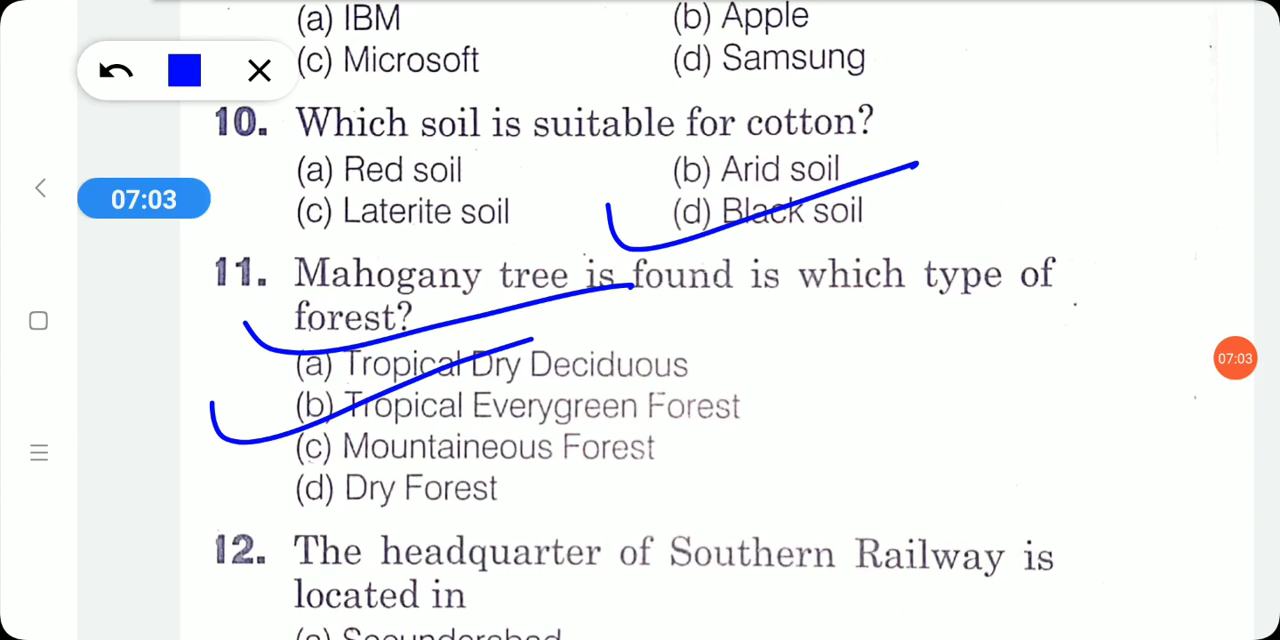 (a) IBM (b) Apple
(c) Microsoft (d) Samsung
10. Which soil is suitable for cotton?
(a) Red soil (b) Arid soil
07:03
(c) Laterite soil (d) Black soil
11. Mahogany tree is found is which type of
forest?
07:03
(a) Tropical Dry Deciduous
(b) Tropical Everygreen Forest
(c) Mountaineous Forest
(d) Dry Forest
12. The headquarter of Southern Railway is
located in
(a) Secunderabad